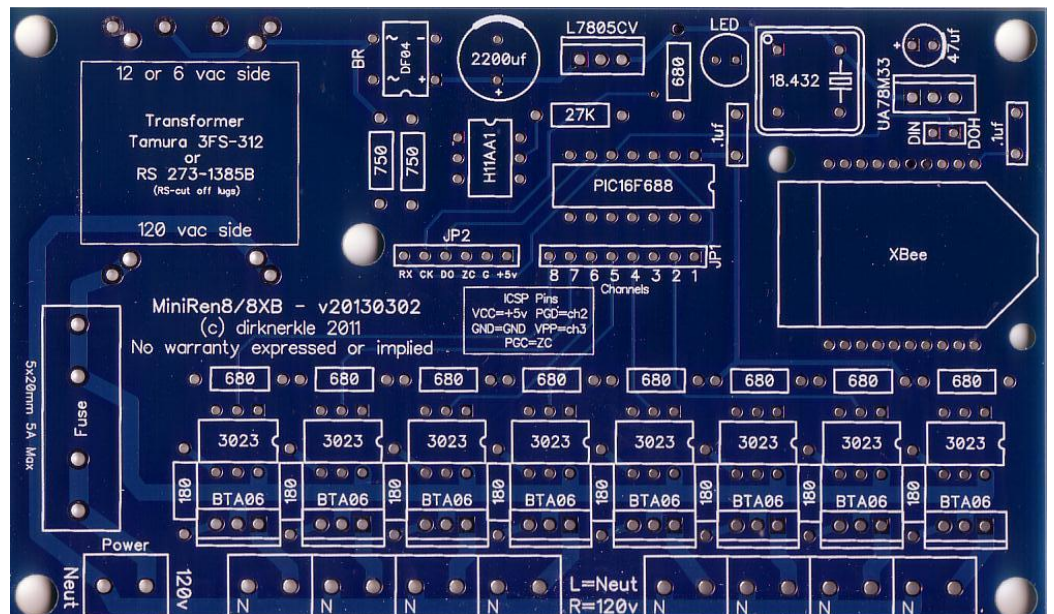 12 or 6 vac side
Transformer
Tamura 3FS-312
or
RS 273-1385B
(RS-cut off lugs)
120 vac side
BR
~ ~
DF04
+
2200uf
+
L7805CV
680
LED
18.432
+
47uf
UA78M33
DIN
DOH
.1uf
.1uf
27K
750
750
H11AA1
PIC16F688
XBee
JP2
RX CK DO ZC G +5v
JP1
8 7 6 5 4 3 2 1
Channels
ICSP Pins
VCC=+5v PGD=ch2
GND=GND VPP=ch3
PGC=ZC
MiniRen8/8XB - v20130302
(c) dirknerkle 2011
No warranty expressed or implied
5x20mm 5A Max
Fuse
680 680 680 680 680 680 680 680
3023 3023 3023 3023 3023 3023 3023 3023
180 180 180 180 180 180 180 180
BTA06 BTA06 BTA06 BTA06 BTA06 BTA06 BTA06 BTA06
Power
Neut
120v
N N N N
L=Neut
R=120v
N N N N